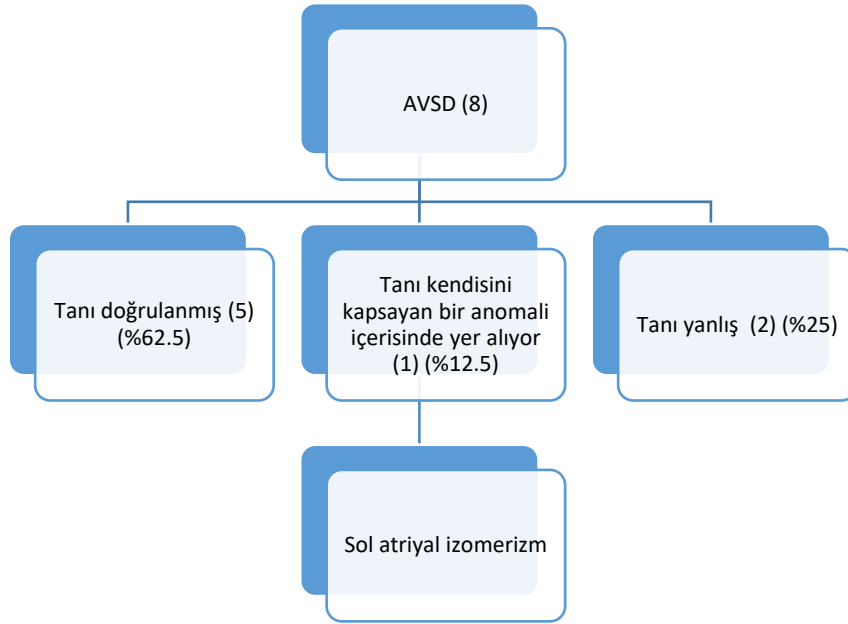 AVSD (8)
Tanı doğrulanmış (5)
(%62.5)
Tanı kendisini
kapsayan bir anomali
içerisinde yer alıyor
(1) (%12.5)
Tanı yanlış  (2) (%25)
Sol atriyal izomerizm